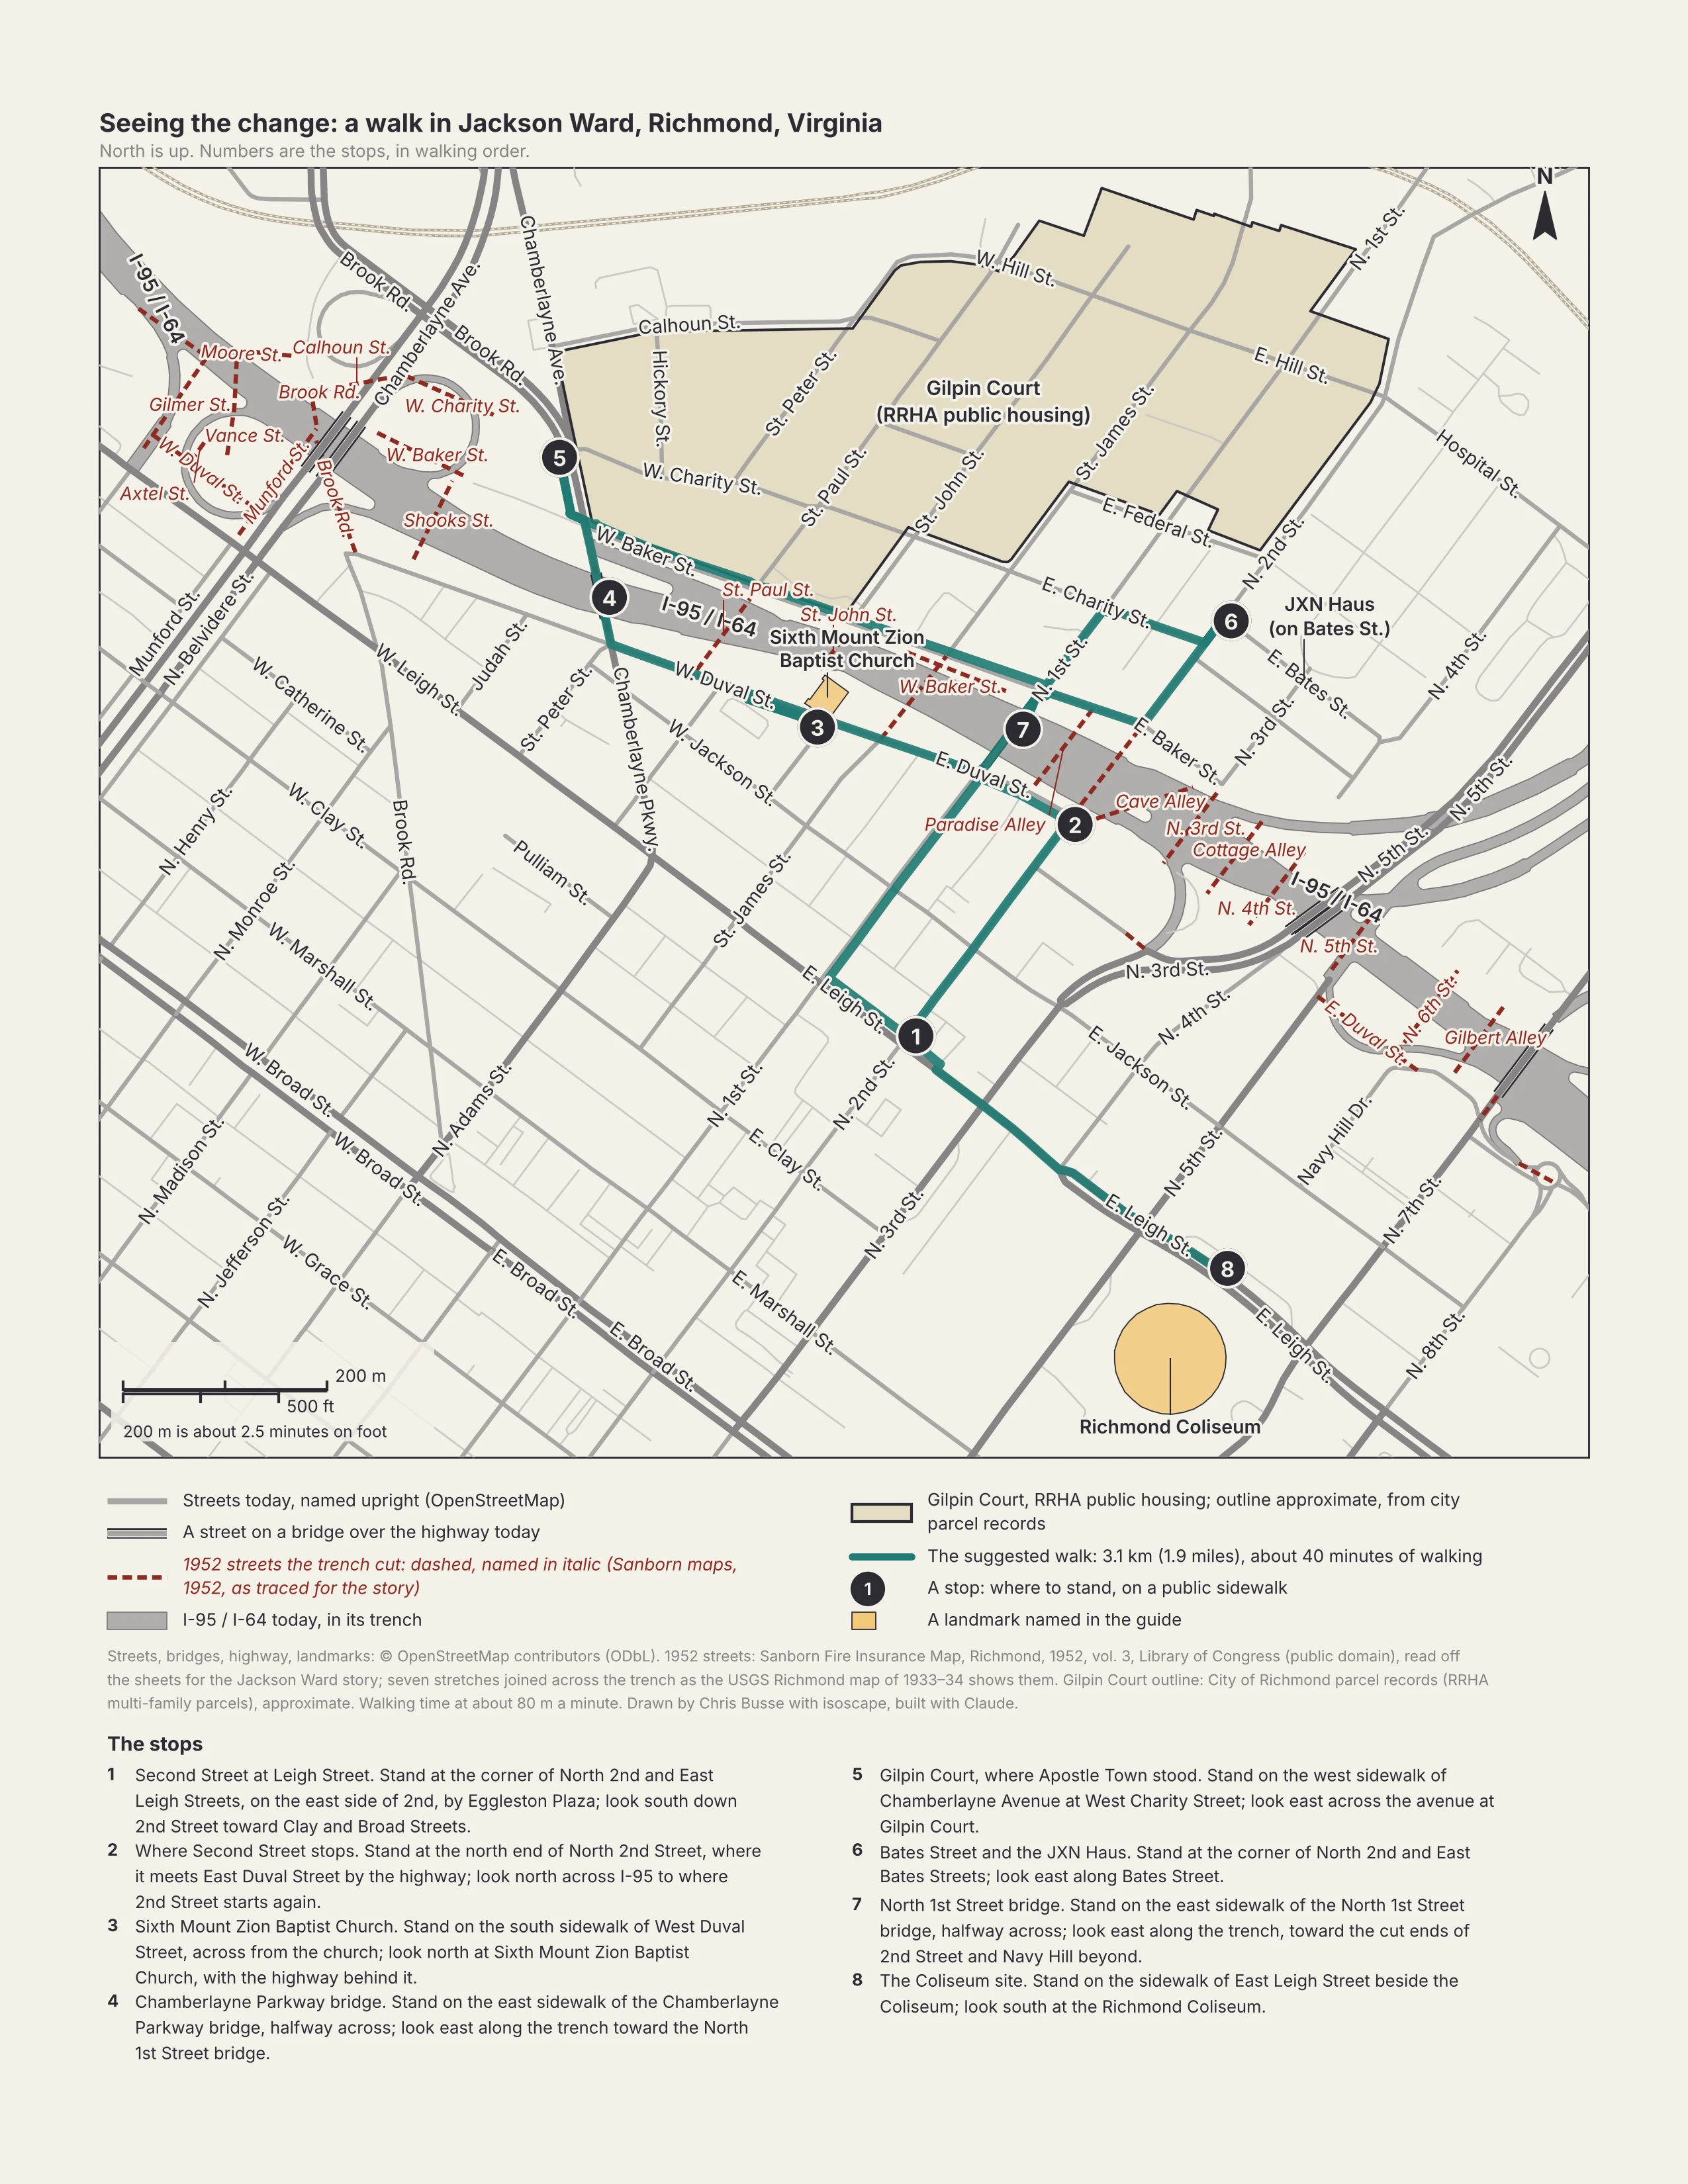 Seeing the change: a walk in Jackson Ward, Richmond, Virginia
North is up. Numbers are the stops, in walking order.
N
I-95 / I-64
Brook Rd.
Chamberlayne Ave.
Chamberlayne Ave.
Brook Rd.
W. Hill St.
N. 1st St.
Calhoun St.
Moore St.
Calhoun St.
Brook Rd.
Gilmer St.
W. Charity St.
Vance St.
W. Duval St.
Munford St.
W. Baker St.
Axtel St.
Brook Rd.
Shooks St.
Hickory St.
St. Peter St.
Gilpin Court
(RRHA public housing)
E. Hill St.
St. James St.
W. Charity St.
St. Paul St.
St. John St.
Hospital St.
E. Federal St.
N. 2nd St.
5
W. Baker St.
4
I-95 / I-64
St. Paul St.
St. John St.
Sixth Mount Zion
Baptist Church
W. Baker St.
E. Charity St.
6
JXN Haus
(on Bates St.)
E. Bates St.
N. 4th St.
N. 1st St.
7
3
Munford St.
N. Belvidere St.
W. Leigh St.
Judah St.
W. Catherine St.
St. Peter St.
Chamberlayne Pkwy.
W. Duval St.
W. Jackson St.
E. Duval St.
E. Baker St.
N. 3rd St.
N. 5th St.
Paradise Alley
2
Cave Alley
N. 3rd St.
Cottage Alley
N. 5th St.
I-95 / I-64
N. 4th St.
N. 5th St.
N. Henry St.
W. Clay St.
Brook Rd.
Pulliam St.
St. James St.
N. Monroe St.
W. Marshall St.
E. Leigh St.
1
N. 3rd St.
N. 4th St.
E. Jackson St.
E. Duval St.
N. 6th St.
Gilbert Alley
W. Broad St.
N. Adams St.
N. 1st St.
N. 2nd St.
E. Clay St.
N. Madison St.
W. Broad St.
N. 5th St.
Navy Hill Dr.
N. 7th St.
E. Leigh St.
8
N. Jefferson St.
W. Grace St.
E. Broad St.
N. 3rd St.
E. Marshall St.
E. Broad St.
E. Leigh St.
N. 8th St.
Richmond Coliseum
200 m
500 ft
200 m is about 2.5 minutes on foot
Streets today, named upright (OpenStreetMap)
A street on a bridge over the highway today
1952 streets the trench cut: dashed, named in italic (Sanborn maps,
1952, as traced for the story)
I-95 / I-64 today, in its trench
Gilpin Court, RRHA public housing; outline approximate, from city
parcel records
The suggested walk: 3.1 km (1.9 miles), about 40 minutes of walking
1
A stop: where to stand, on a public sidewalk
A landmark named in the guide
Streets, bridges, highway, landmarks: © OpenStreetMap contributors (ODbL). 1952 streets: Sanborn Fire Insurance Map, Richmond, 1952, vol. 3, Library of Congress (public domain), read off
the sheets for the Jackson Ward story; seven stretches joined across the trench as the USGS Richmond map of 1933–34 shows them. Gilpin Court outline: City of Richmond parcel records (RRHA
multi-family parcels), approximate. Walking time at about 80 m a minute. Drawn by Chris Busse with isoscape, built with Claude.
The stops
1 Second Street at Leigh Street. Stand at the corner of North 2nd and East
Leigh Streets, on the east side of 2nd, by Eggleston Plaza; look south down
2nd Street toward Clay and Broad Streets.
2 Where Second Street stops. Stand at the north end of North 2nd Street, where
it meets East Duval Street by the highway; look north across I-95 to where
2nd Street starts again.
3 Sixth Mount Zion Baptist Church. Stand on the south sidewalk of West Duval
Street, across from the church; look north at Sixth Mount Zion Baptist
Church, with the highway behind it.
4 Chamberlayne Parkway bridge. Stand on the east sidewalk of the Chamberlayne
Parkway bridge, halfway across; look east along the trench toward the North
1st Street bridge.
5 Gilpin Court, where Apostle Town stood. Stand on the west sidewalk of
Chamberlayne Avenue at West Charity Street; look east across the avenue at
Gilpin Court.
6 Bates Street and the JXN Haus. Stand at the corner of North 2nd and East
Bates Streets; look east along Bates Street.
7 North 1st Street bridge. Stand on the east sidewalk of the North 1st Street
bridge, halfway across; look east along the trench, toward the cut ends of
2nd Street and Navy Hill beyond.
8 The Coliseum site. Stand on the sidewalk of East Leigh Street beside the
Coliseum; look south at the Richmond Coliseum.